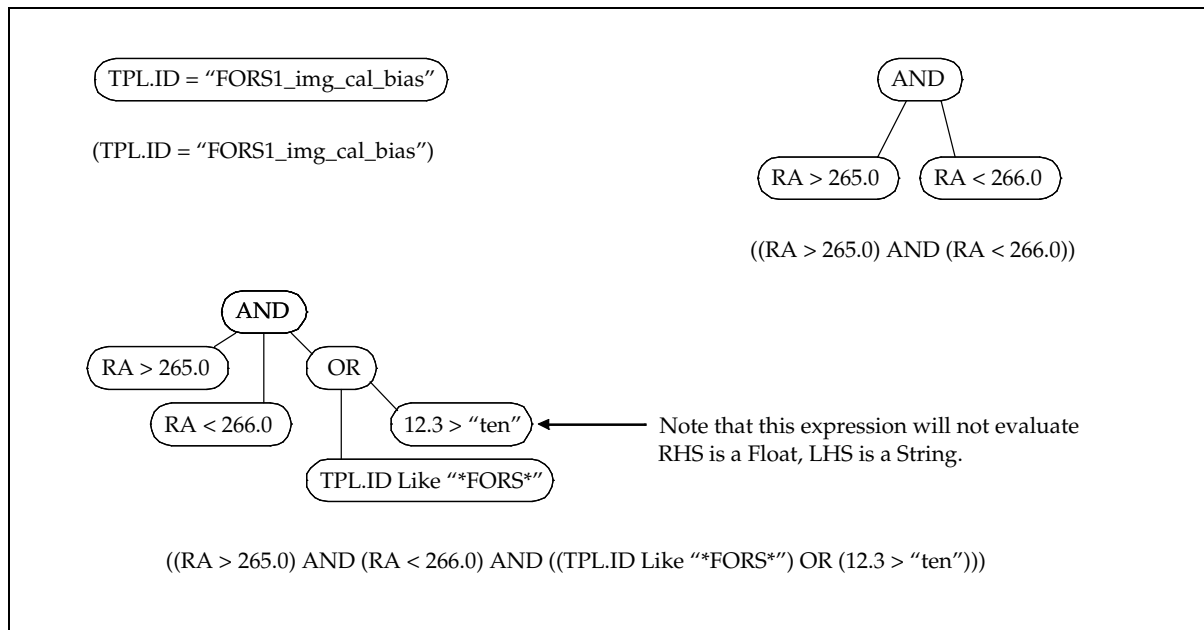 TPL.ID = “FORS1_img_cal_bias”
(TPL.ID = “FORS1_img_cal_bias”)
AND
RA > 265.0
RA < 266.0
((RA > 265.0) AND (RA < 266.0))
AND
RA > 265.0
OR
RA < 266.0
12.3 > “ten”
Note that this expression will not evaluate
RHS is a Float, LHS is a String.
TPL.ID Like “*FORS*”
((RA > 265.0) AND (RA < 266.0) AND ((TPL.ID Like “*FORS*”) OR (12.3 > “ten”)))